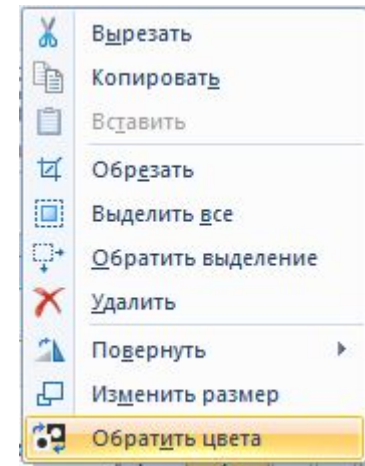 Вырезать
Копировать
Вставить
Обрезать
Выделить все
Обратить выделение
Удалить
Повернуть
Изменить размер
Обратить цвета